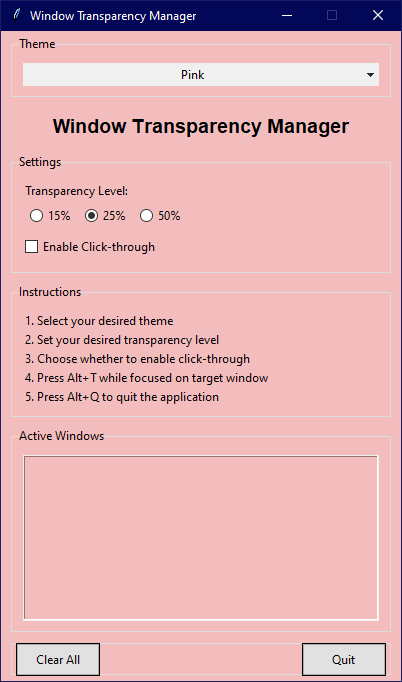 Window Transparency Manager
Theme
Pink
Window Transparency Manager
Settings
Transparency Level:
15% 25% 50%
Enable Click-through
Instructions
1. Select your desired theme
2. Set your desired transparency level
3. Choose whether to enable click-through
4. Press Alt+T while focused on target window
5. Press Alt+Q to quit the application
Active Windows
Clear All Quit